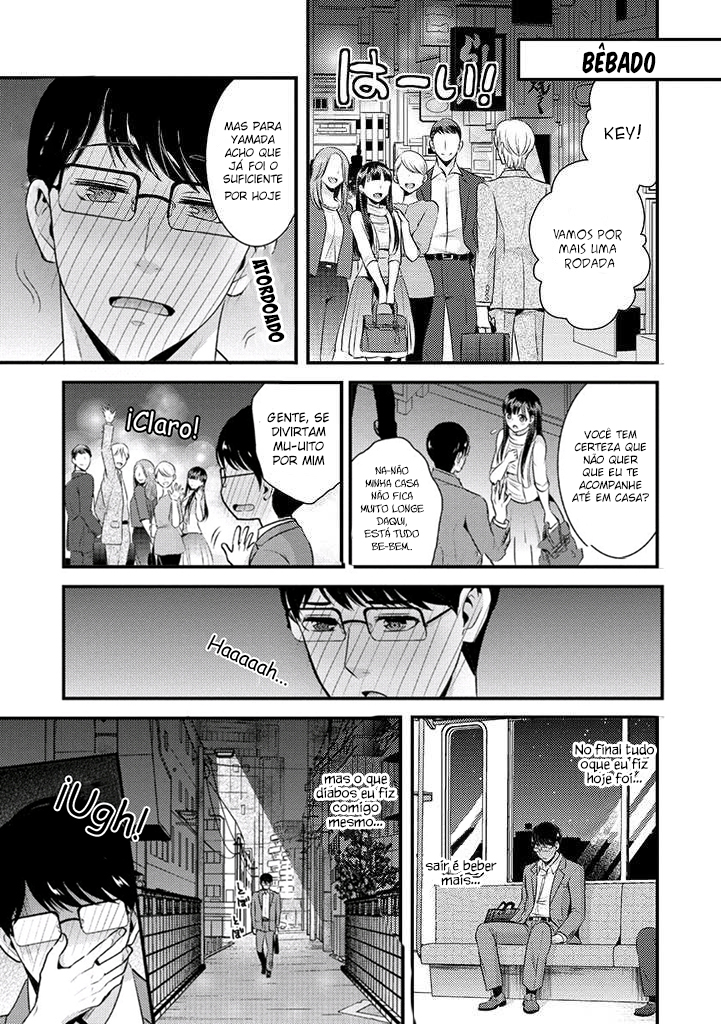 BÊBADO
KEY!
VAMOS POR
MAIS UMA
RODADA
はーい!
MAS PARA
YAMADA
ACHO QUE
JÁ FOI O
SUFICIENTE
POR HOJE
ATORDOADO
VOCÊ TEM
CERTEZA QUE
NÃO QUER
QUE EU TE
ACOMPANHE
ATÉ EM CASA?
NA-NÃO
MINHA CASA
NÃO FICA
MUITO LONGE
DAQUI,
ESTÁ TUDO
BE-BEM..
GENTE, SE
DIVIRTAM
MU-UITO
POR MIM
¡Claro!
Haaaaah...
No final tudo
oque eu fiz
hoje foi...
sair é beber
mais...
mas o que
diabos eu fiz
comigo
mesmo...
¡Ugh!